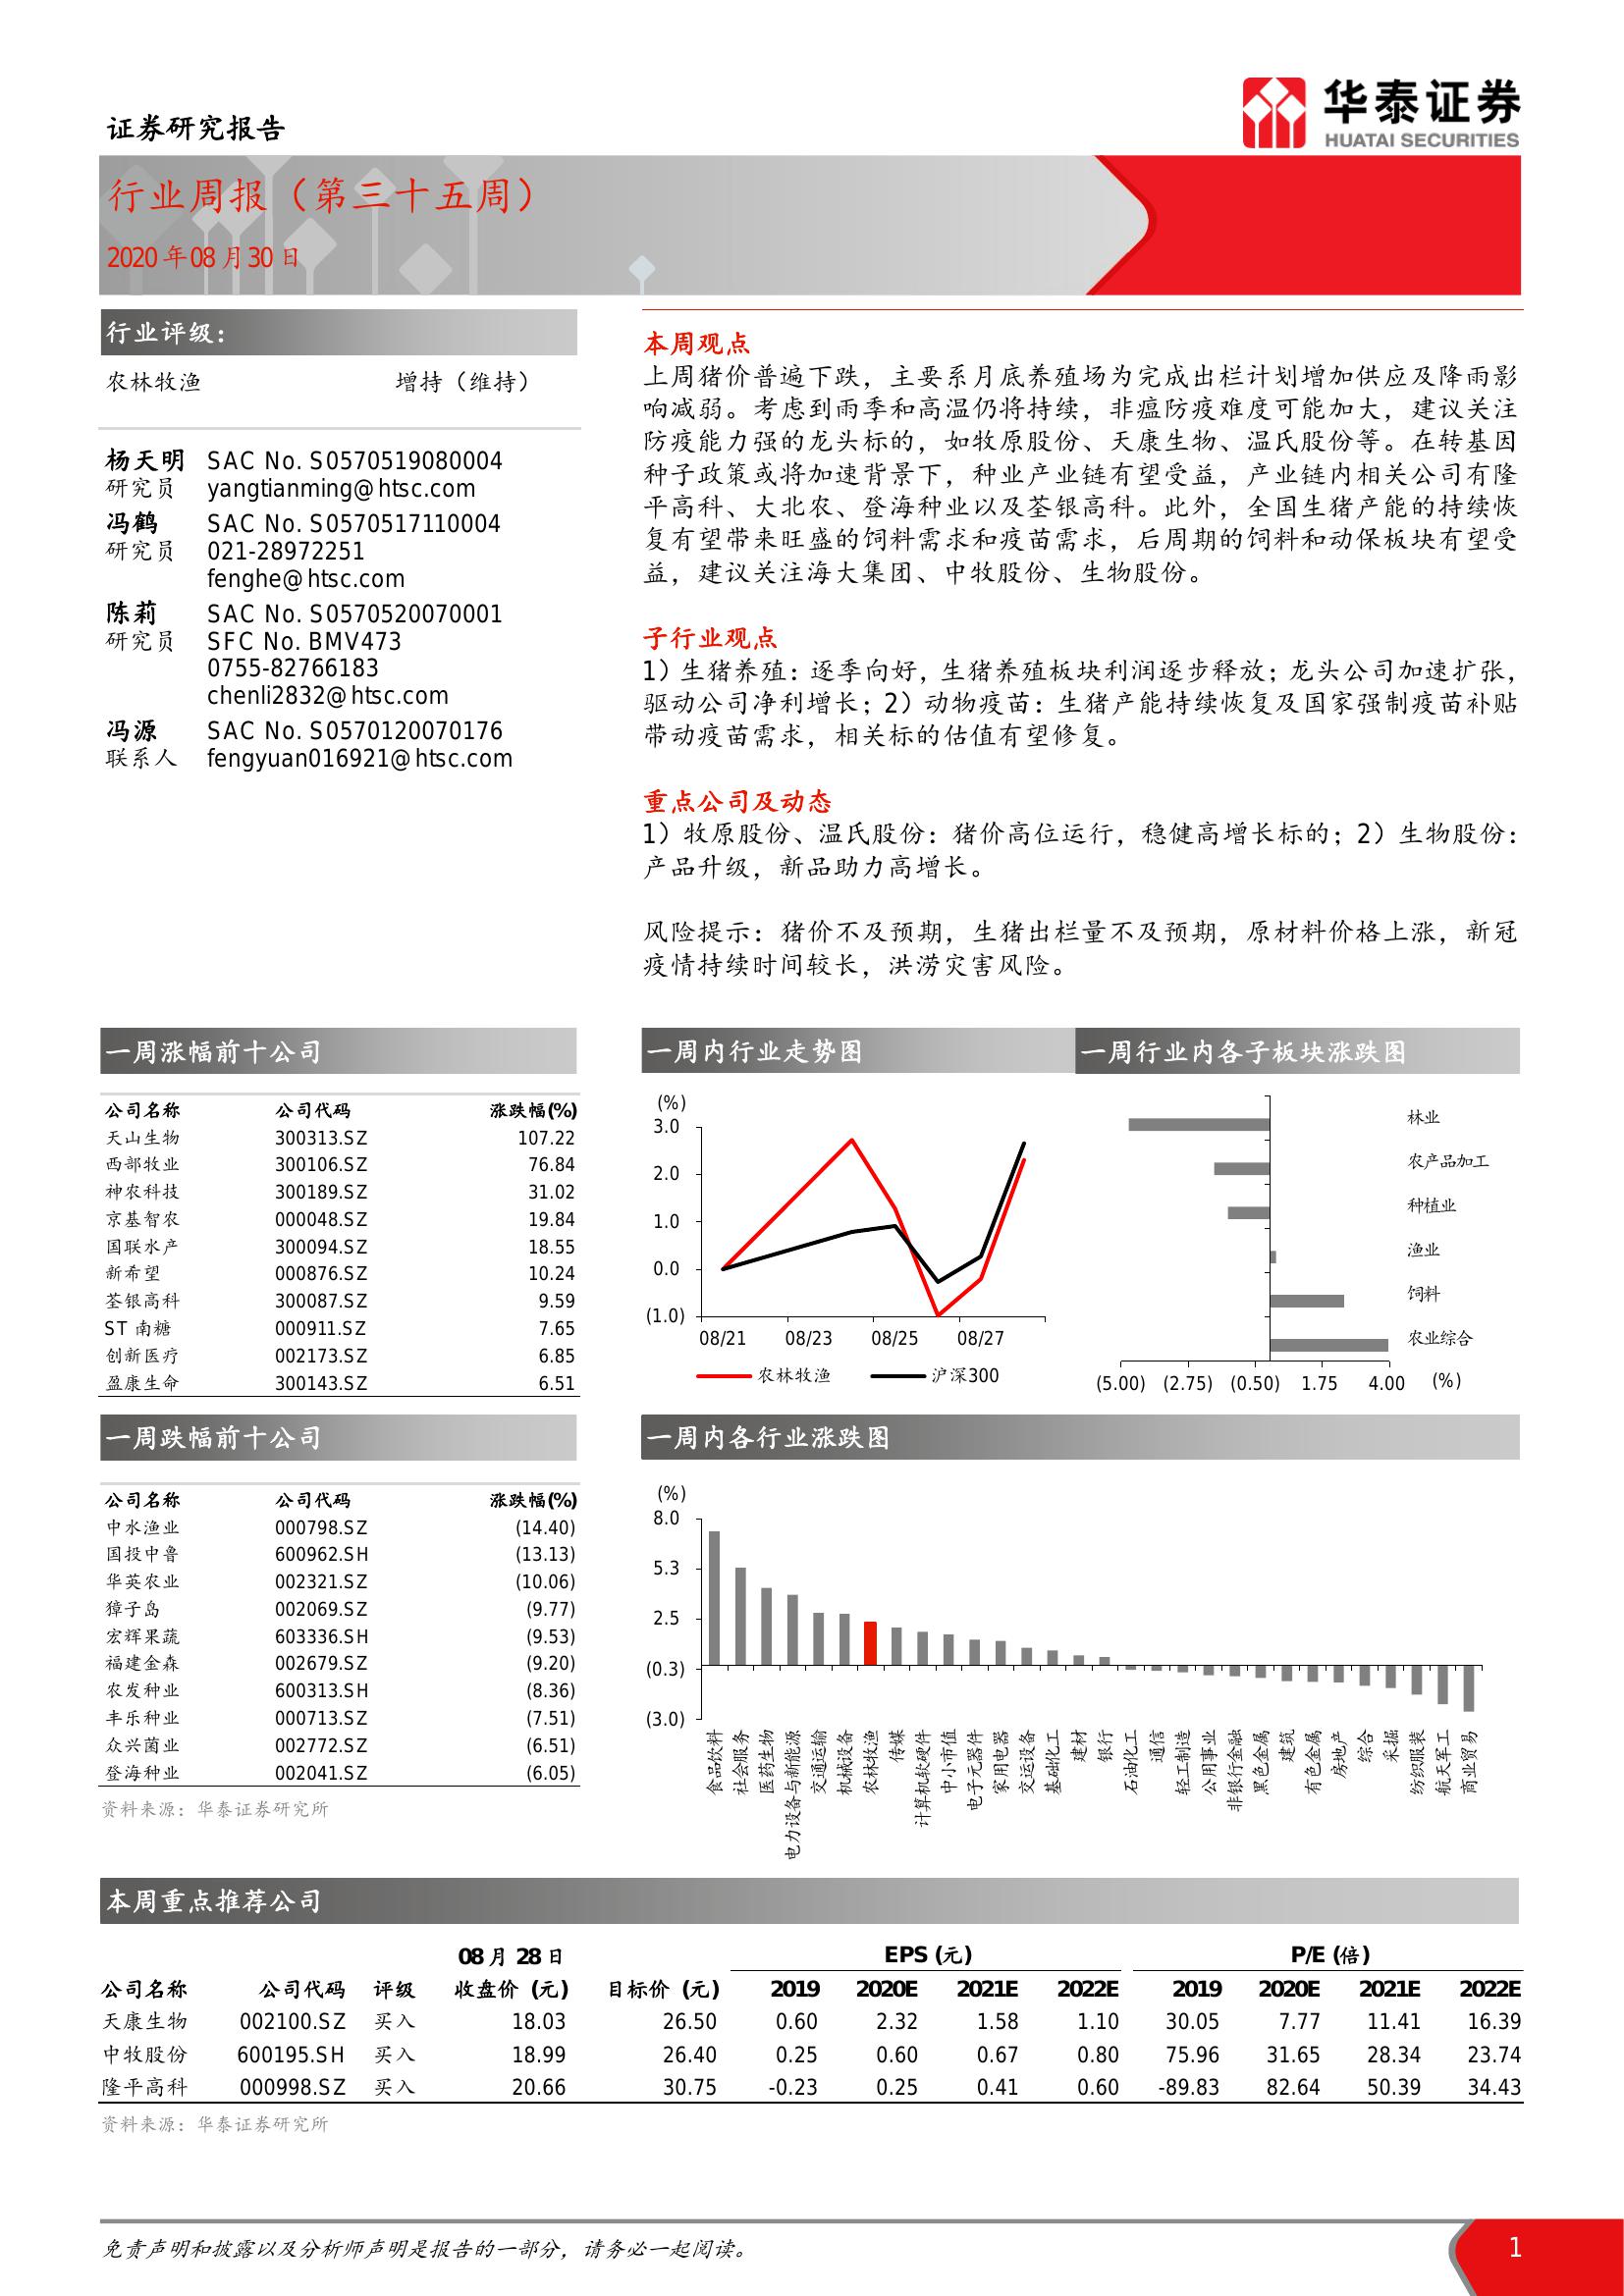 证券研究报告
华泰证券
HUATAI SECURITIES
行业周报（第三十五周）
2020年08月30日
行业评级：
农林牧渔 增持（维持）
杨天明 SAC No. S0570519080004
研究员 yangtianming@htsc.com
冯鹤 SAC No. S0570517110004
研究员 021-28972251
fenghe@htsc.com
陈莉 SAC No. S0570520070001
研究员 SFC No. BMV473
0755-82766183
chenli2832@htsc.com
冯源 SAC No. S0570120070176
联系人 fengyuan016921@htsc.com
本周观点
上周猪价普遍下跌，主要系月底养殖场为完成出栏计划增加供应及降雨影
响减弱。考虑到雨季和高温仍将持续，非瘟防疫难度可能加大，建议关注
防疫能力强的龙头标的，如牧原股份、天康生物、温氏股份等。在转基因
种子政策或将加速背景下，种业产业链有望受益，产业链内相关公司有隆
平高科、大北农、登海种业以及荃银高科。此外，全国生猪产能的持续恢
复有望带来旺盛的饲料需求和疫苗需求，后周期的饲料和动保板块有望受
益，建议关注海大集团、中牧股份、生物股份。
子行业观点
1）生猪养殖：逐季向好，生猪养殖板块利润逐步释放；龙头公司加速扩张，
驱动公司净利增长；2）动物疫苗：生猪产能持续恢复及国家强制疫苗补贴
带动疫苗需求，相关标的估值有望修复。
重点公司及动态
1）牧原股份、温氏股份：猪价高位运行，稳健高增长标的；2）生物股份：
产品升级，新品助力高增长。
风险提示：猪价不及预期，生猪出栏量不及预期，原材料价格上涨，新冠
疫情持续时间较长，洪涝灾害风险。
一周涨幅前十公司
公司名称 公司代码 涨跌幅(%)
天山生物 300313.SZ 107.22
西部牧业 300106.SZ 76.84
神农科技 300189.SZ 31.02
京基智农 000048.SZ 19.84
国联水产 300094.SZ 18.55
新希望 000876.SZ 10.24
荃银高科 300087.SZ 9.59
ST 南糖 000911.SZ 7.65
创新医疗 002173.SZ 6.85
盈康生命 300143.SZ 6.51
一周内行业走势图
(%)
3.0
2.0
1.0
0.0
(1.0)
08/21 08/23 08/25 08/27
农林牧渔 沪深300
一周行业内各子板块涨跌图
林业
农产品加工
种植业
渔业
饲料
农业综合
(5.00) (2.75) (0.50) 1.75 4.00 (%)
一周跌幅前十公司
公司名称 公司代码 涨跌幅(%)
中水渔业 000798.SZ (14.40)
国投中鲁 600962.SH (13.13)
华英农业 002321.SZ (10.06)
獐子岛 002069.SZ (9.77)
宏辉果蔬 603336.SH (9.53)
福建金森 002679.SZ (9.20)
农发种业 600313.SH (8.36)
丰乐种业 000713.SZ (7.51)
众兴菌业 002772.SZ (6.51)
登海种业 002041.SZ (6.05)
资料来源：华泰证券研究所
一周内各行业涨跌图
(%)
8.0
5.3
2.5
(0.3)
(3.0)
食品饮料
社会服务
医药生物
电力设备与新能源
交通运输
机械设备
农林牧渔
传媒
计算机软硬件
中小市值
电子元器件
家用电器
交运设备
基础化工
建材
银行
石油化工
通信
轻工制造
公用事业
非银行金融
黑色金属
建筑
有色金属
房地产
综合
采掘
纺织服装
航天军工
商业贸易
本周重点推荐公司
08月28日 EPS (元) P/E (倍)
公司名称 公司代码 评级 收盘价 (元) 目标价 (元) 2019 2020E 2021E 2022E 2019 2020E 2021E 2022E
天康生物 002100.SZ 买入 18.03 26.50 0.60 2.32 1.58 1.10 30.05 7.77 11.41 16.39
中牧股份 600195.SH 买入 18.99 26.40 0.25 0.60 0.67 0.80 75.96 31.65 28.34 23.74
隆平高科 000998.SZ 买入 20.66 30.75 -0.23 0.25 0.41 0.60 -89.83 82.64 50.39 34.43
资料来源：华泰证券研究所
免责声明和披露以及分析师声明是报告的一部分，请务必一起阅读。 1